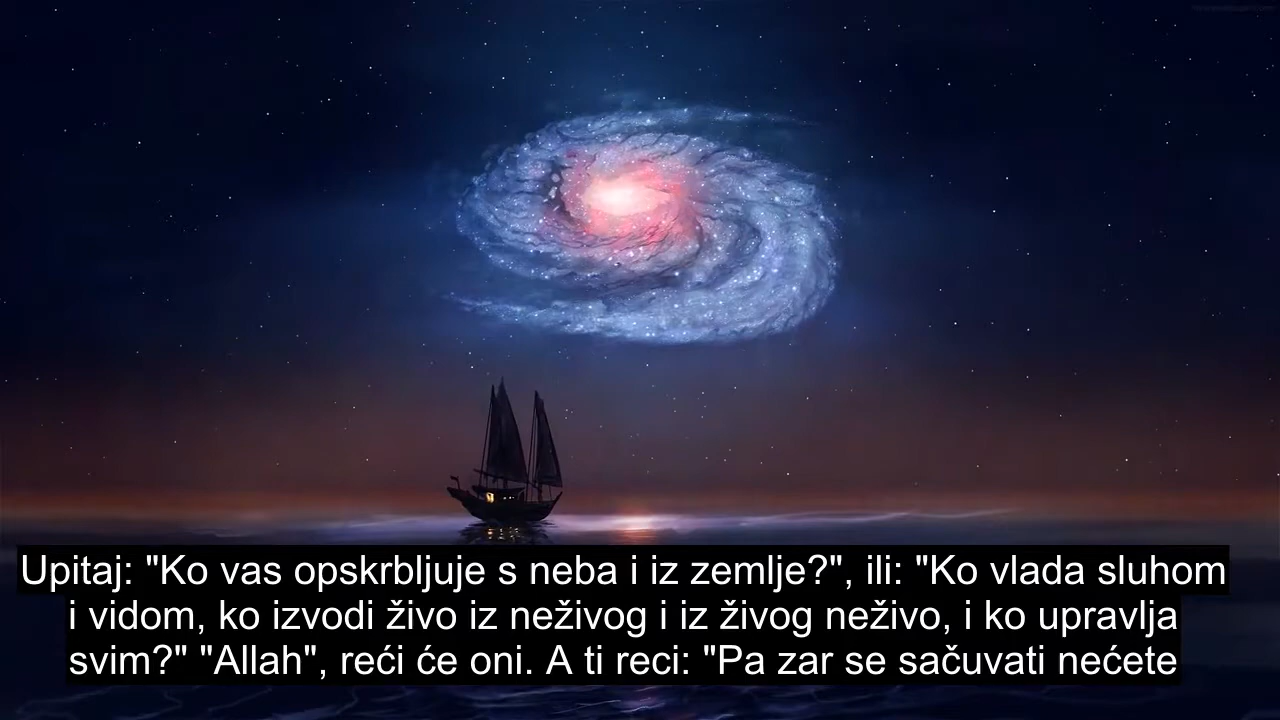 Upitaj: "Ko vas opskrbljuje s neba i iz zemlje?", ili: "Ko vlada sluhom
i vidom, ko izvodi živo iz neživog i iz živog neživo, i ko upravlja
svim?" "Allah", reći će oni. A ti reci: "Pa zar se sačuvati nećete